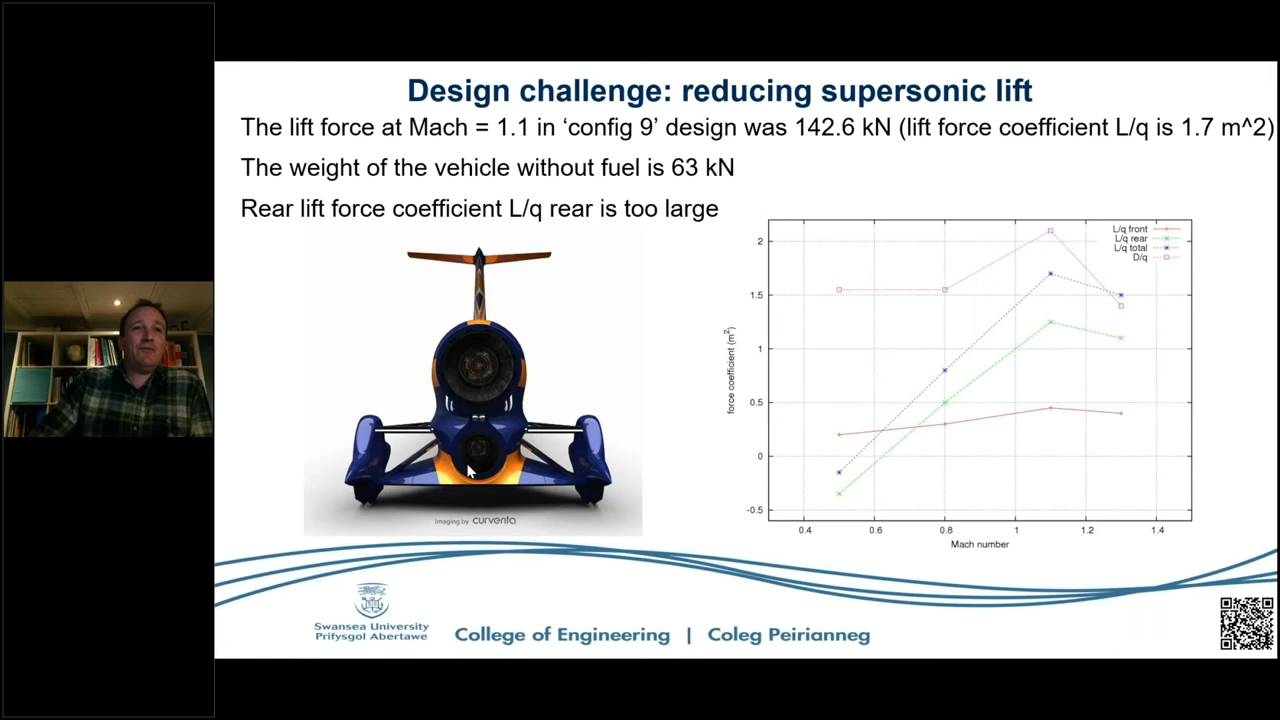 Design challenge: reducing supersonic lift
The lift force at Mach = 1.1 in ‘config 9’ design was 142.6 kN (lift force coefficient L/q is 1.7 m^2)
The weight of the vehicle without fuel is 63 kN
Rear lift force coefficient L/q rear is too large
Imaging by curventa
L/q front
L/q rear
L/q total
D/q
2
1.5
1
0.5
0
-0.5
force coefficient (m²)
0.4 0.6 0.8 1 1.2 1.4
Mach number
Swansea University
Prifysgol Abertawe
College of Engineering | Coleg Peirianneg